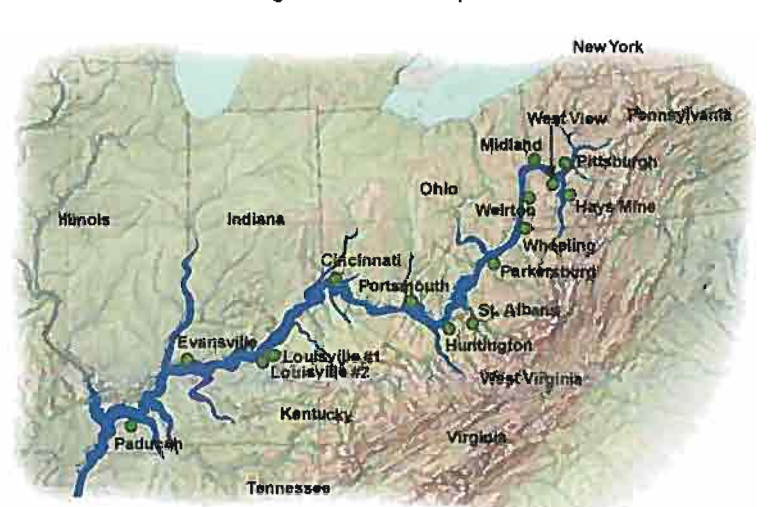 New York
West View
Pennsylvania
Midland
Pittsburgh
Ohio
Hays Mine
Weirton
Illinois
Indiana
Wheeling
Cincinnati
Parkersburg
Portsmouth
St. Albans
Evansville
Huntington
Louisville #1
Louisville #2
West Virginia
Kentucky
Virginia
Paducah
Tennessee